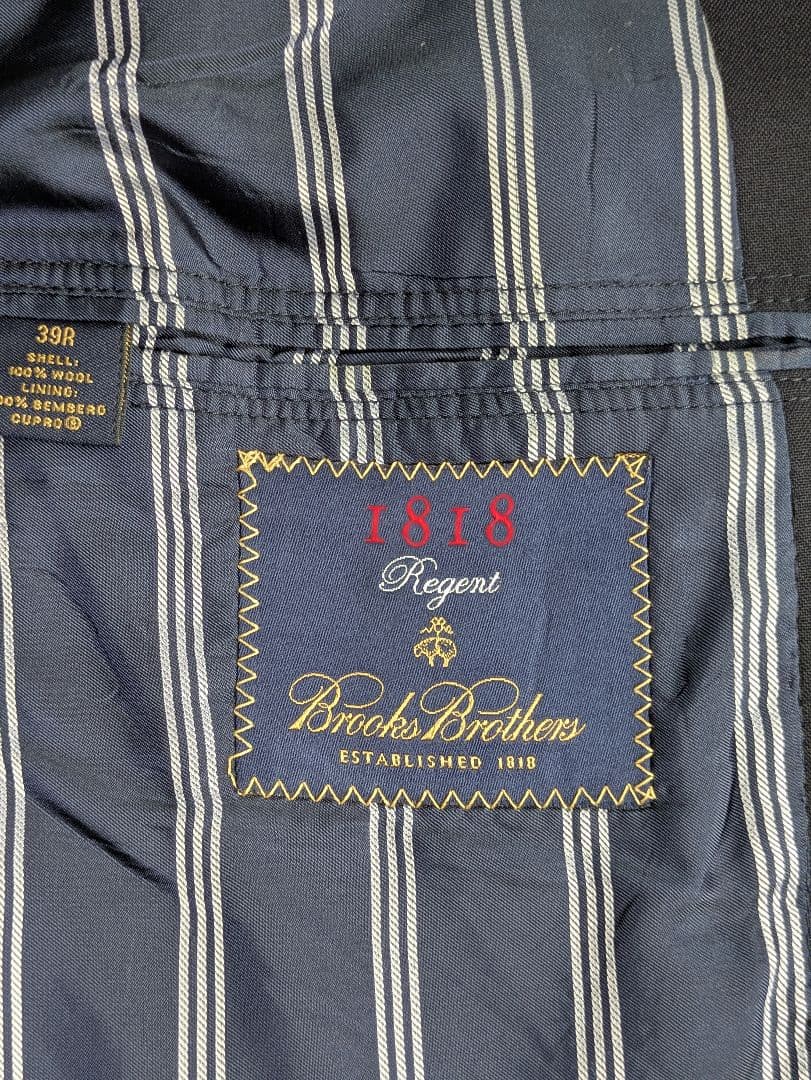 39R
SHELL:
100% WOOL
LINING:
00% BEMBERG
CUPRO®
1818
Regent
Brooks Brothers
ESTABLISHED 1818